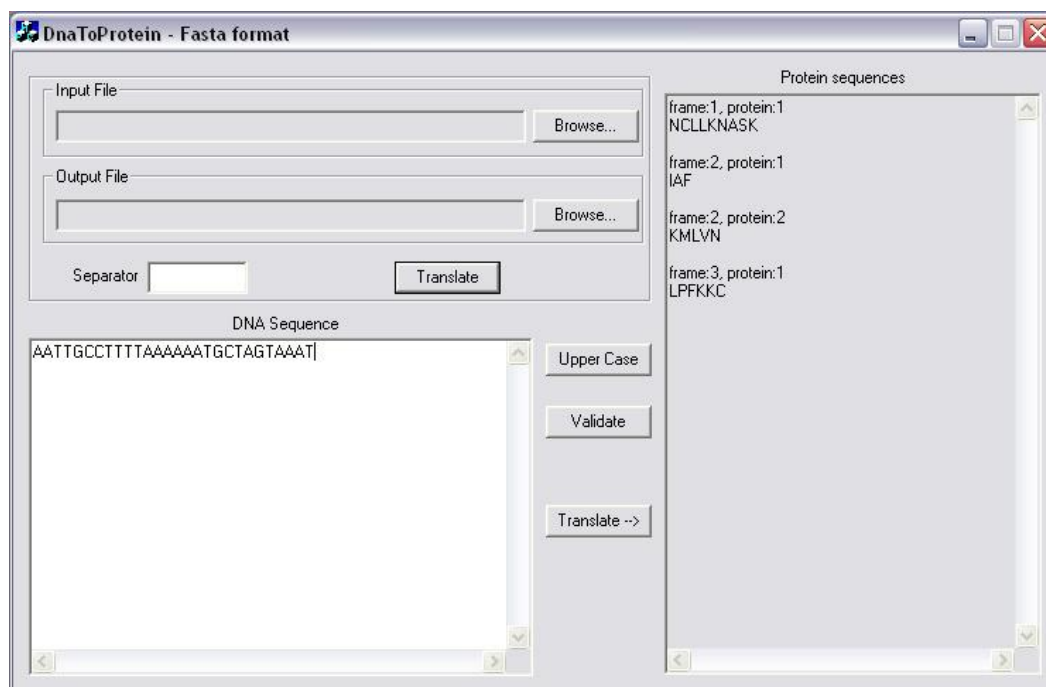 DnaToProtein - Fasta format
Input File
Browse...
Output File
Browse...
Separator
Translate
DNA Sequence
AATTGCCTTTTAAAAAATGCTAGTAAAT
Upper Case
Validate
Translate -->
Protein sequences
frame:1, protein:1
NCLLKNASK
frame:2, protein:1
IAF
frame:2, protein:2
KMLVN
frame:3, protein:1
LPFKKC